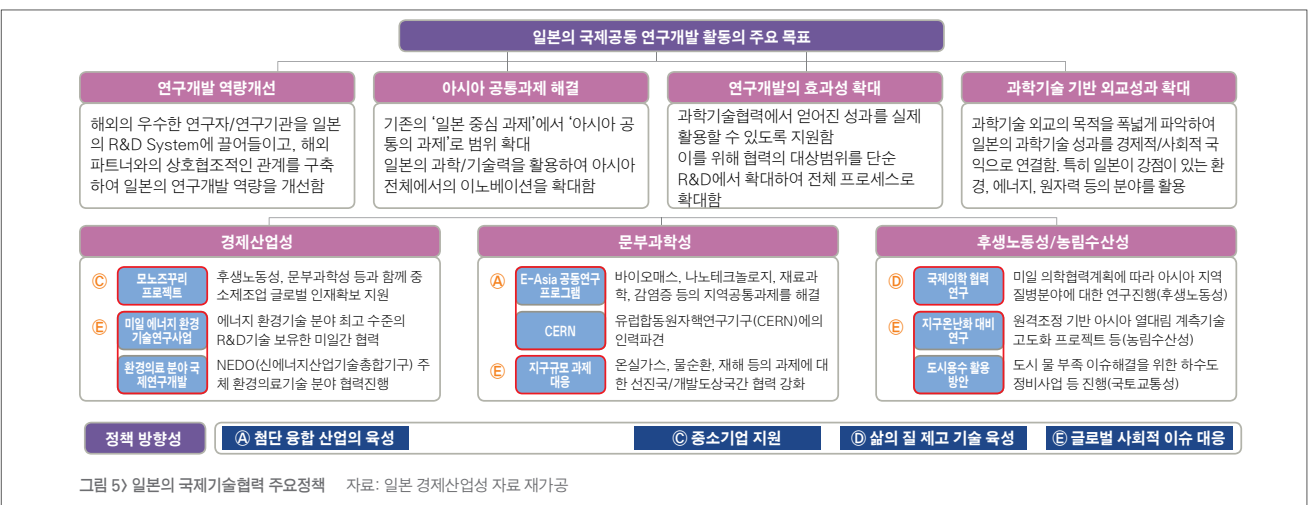 일본의 국제공동 연구개발 활동의 주요 목표
연구개발 역량개선
해외의 우수한 연구자/연구기관을 일본
의 R&D System에 끌어들이고, 해외
파트너와의 상호협조적인 관계를 구축
하여 일본의 연구개발 역량을 개선함
아시아 공통과제 해결
기존의 ‘일본 중심 과제’에서 ‘아시아 공
통의 과제’로 범위 확대
일본의 과학/기술력을 활용하여 아시아
전체에서의 이노베이션을 확대함
연구개발의 효과성 확대
과학기술협력에서 얻어진 성과를 실제
활용할 수 있도록 지원함
이를 위해 협력의 대상범위를 단순
R&D에서 확대하여 전체 프로세스로
확대함
과학기술 기반 외교성과 확대
과학기술 외교의 목적을 폭넓게 파악하여
일본의 과학기술 성과를 경제적/사회적 국
익으로 연결함. 특히 일본이 강점이 있는 환
경, 에너지, 원자력 등의 분야를 활용
경제산업성
Ⓒ
모노즈꾸리
프로젝트
후생노동성, 문부과학성 등과 함께 중
소제조업 글로벌 인재확보 지원
Ⓔ
미일 에너지 환경
기술연구사업
에너지 환경기술 분야 최고 수준의
R&D기술 보유한 미일간 협력
환경의료 분야 국
제연구개발
NEDO(신에너지산업기술총합기구) 주
체 환경의료기술 분야 협력진행
문부과학성
Ⓐ
E-Asia 공동연구
프로그램
바이오매스, 나노테크놀로지, 재료과
학, 감염증 등의 지역공통과제를 해결
CERN
유럽합동원자핵연구기구(CERN)에의
인력파견
Ⓔ
지구규모 과제
대응
온실가스, 물순환, 재해 등의 과제에 대
한 선진국/개발도상국간 협력 강화
후생노동성/농림수산성
Ⓓ
국제의학 협력
연구
미일 의학협력계획에 따라 아시아 지역
질병분야에 대한 연구진행(후생노동성)
Ⓔ
지구온난화 대비
연구
원격조정 기반 아시아 열대림 계측기술
고도화 프로젝트 등(농림수산성)
도시용수 활용
방안
도시 물 부족 이슈해결을 위한 하수도
정비사업 등 진행(국토교통성)
정책 방향성
Ⓐ 첨단 융합 산업의 육성
Ⓒ 중소기업 지원
Ⓓ 삶의 질 제고 기술 육성
Ⓔ 글로벌 사회적 이슈 대응
그림 5> 일본의 국제기술협력 주요정책 자료: 일본 경제산업성 자료 재가공